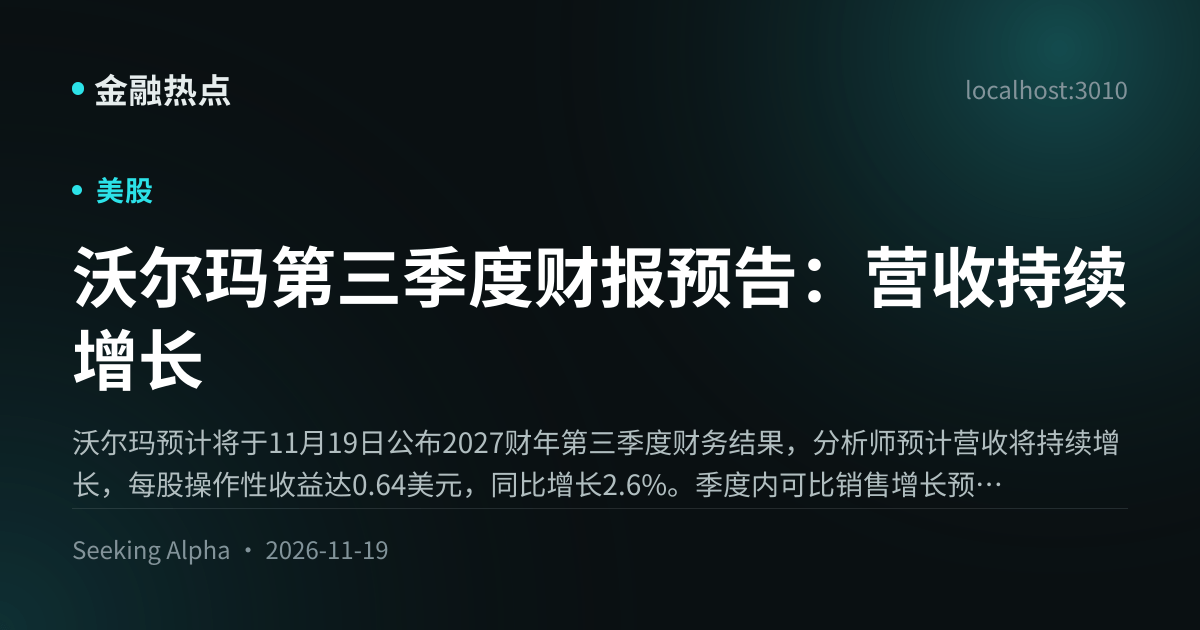 金融热点
localhost:3010
美股
沃尔玛第三季度财报预告：营收持续
增长
沃尔玛预计将于11月19日公布2027财年第三季度财务结果，分析师预计营收将持续增
长，每股操作性收益达0.64美元，同比增长2.6%。季度内可比销售增长预…
Seeking Alpha · 2026-11-19